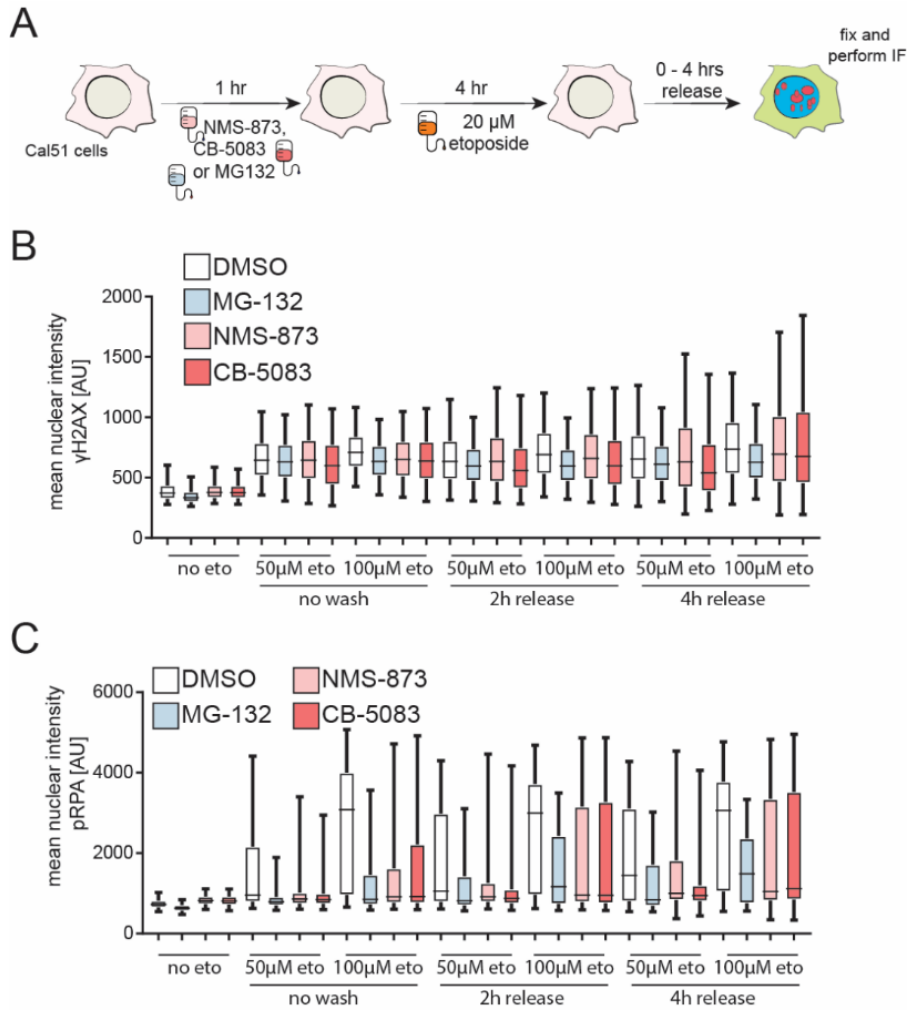 A
Cal51 cells
1 hr
NMS-873,
CB-5083
or MG132
4 hr
20 µM
etoposide
0 - 4 hrs
release
fix and
perform IF
B
DMSO
MG-132
NMS-873
CB-5083
mean nuclear intensity
γH2AX [AU]
2000
1500
1000
500
0
no eto
50µM eto
100µM eto
50µM eto
100µM eto
50µM eto
100µM eto
no wash
2h release
4h release
C
DMSO
NMS-873
MG-132
CB-5083
mean nuclear intensity
pRPA [AU]
6000
4000
2000
0
no eto
50µM eto
100µM eto
50µM eto
100µM eto
50µM eto
100µM eto
no wash
2h release
4h release